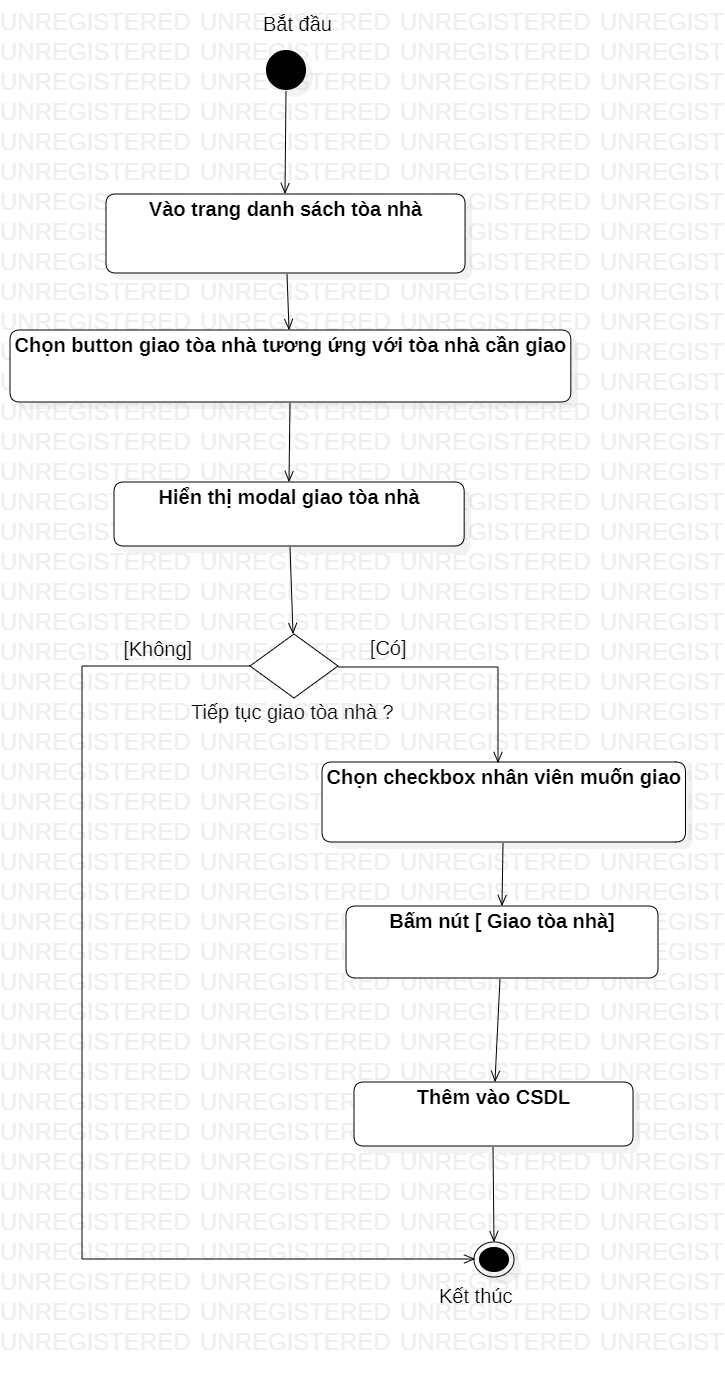 Bắt đầu
Vào trang danh sách tòa nhà
Chọn button giao tòa nhà tương ứng với tòa nhà cần giao
Hiển thị modal giao tòa nhà
[Không]
[Có]
Tiếp tục giao tòa nhà ?
Chọn checkbox nhân viên muốn giao
Bấm nút [ Giao tòa nhà]
Thêm vào CSDL
Kết thúc
UNREGISTERED